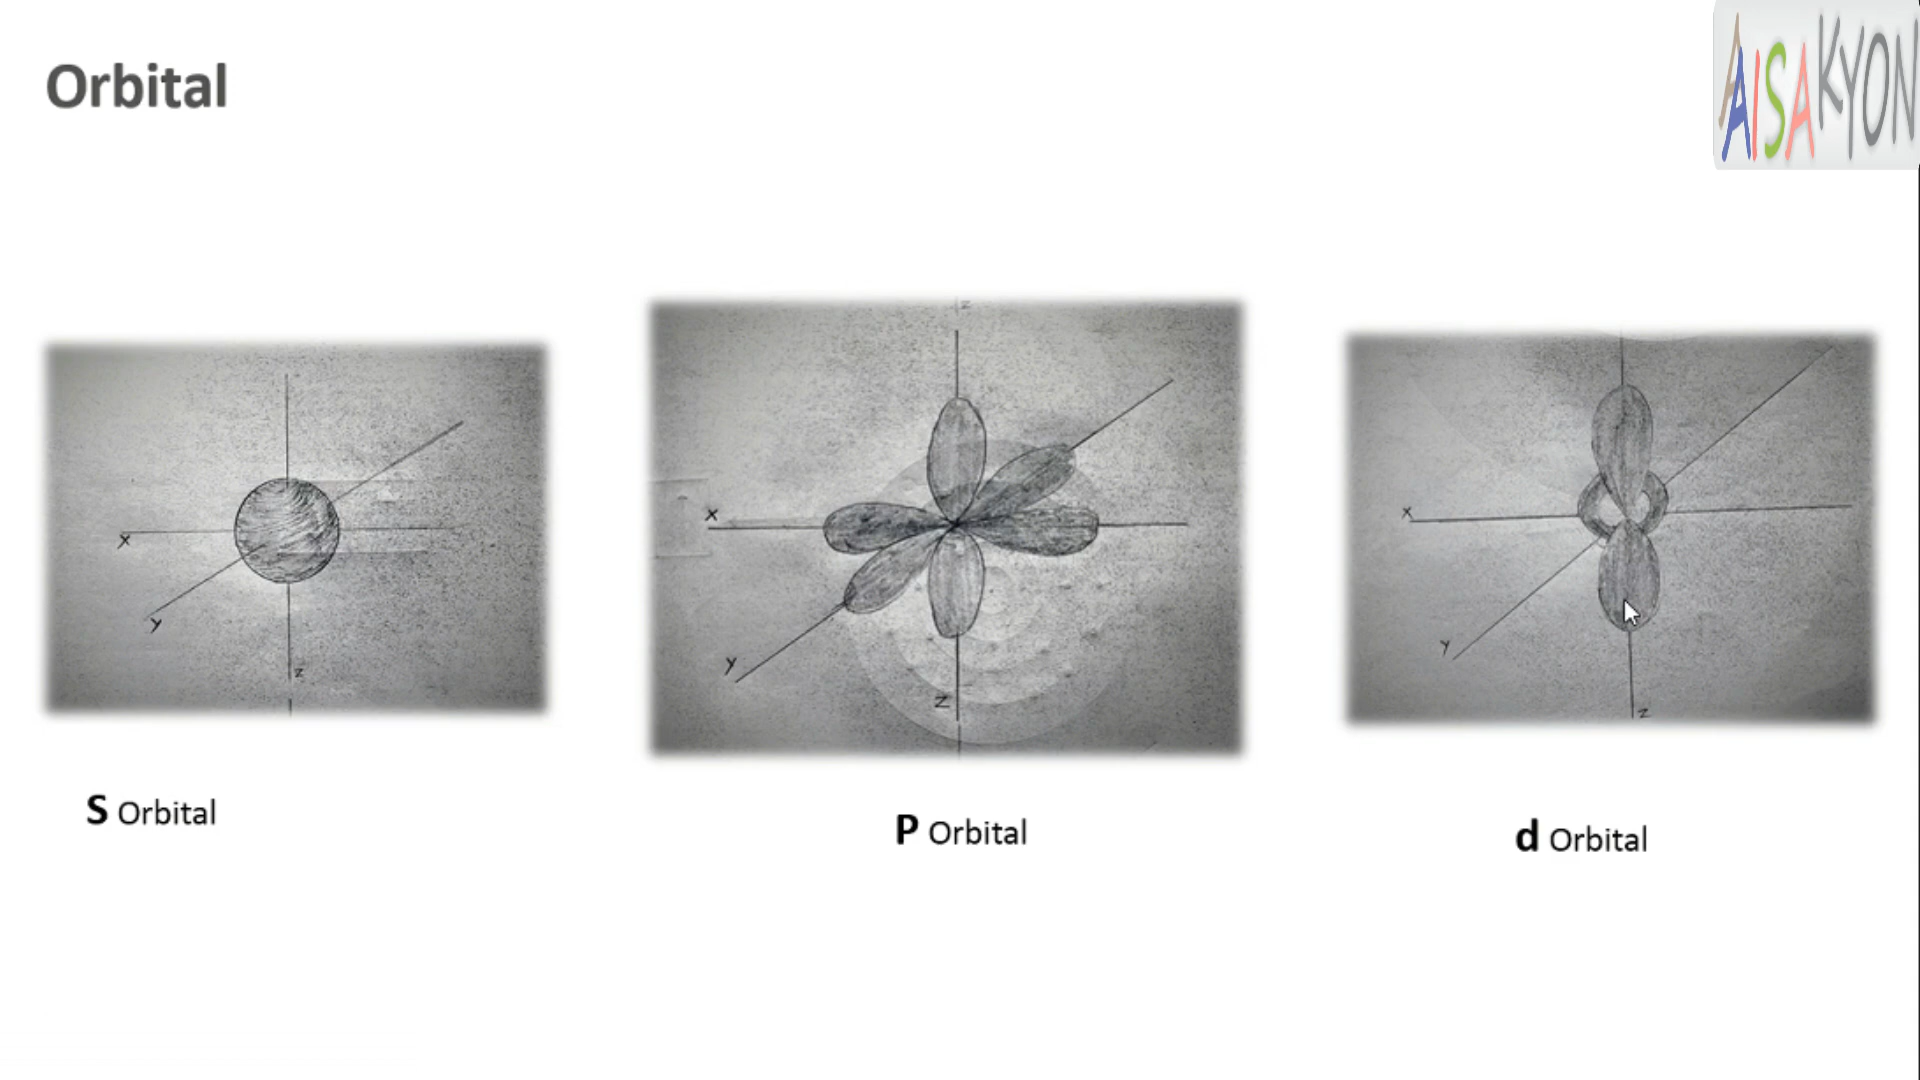 Orbital
AISAKYON
X
Y
Z
Z
X
Y
Z
X
Y
Z
S Orbital
P Orbital
d Orbital